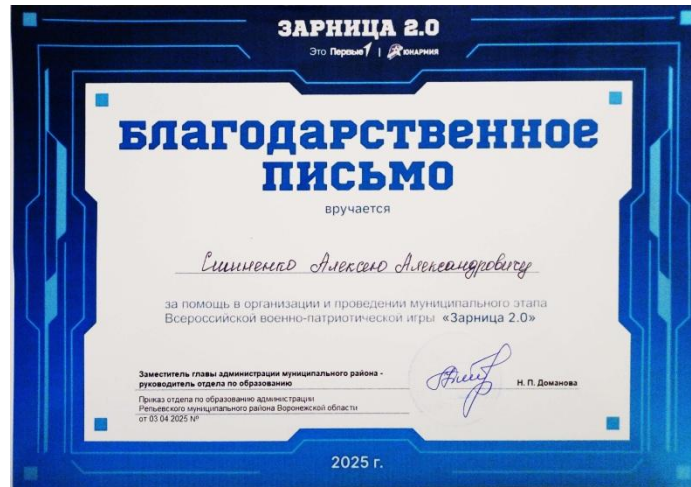 ЗАРНИЦА 2.0
Это Первые | ЮНАРМИЯ
БЛАГОДАРСТВЕННОЕ
ПИСЬМО
вручается
Алексею Александровичу
за помощь в организации и проведении муниципального этапа
Всероссийской военно-патриотической игры «Зарница 2.0»
Заместитель главы администрации муниципального района -
руководитель отдела по образованию
Н. П. Доманова
Приказ отдела по образованию администрации
Репьевского муниципального района Воронежской области
от 03 04 2025 №
2025 г.